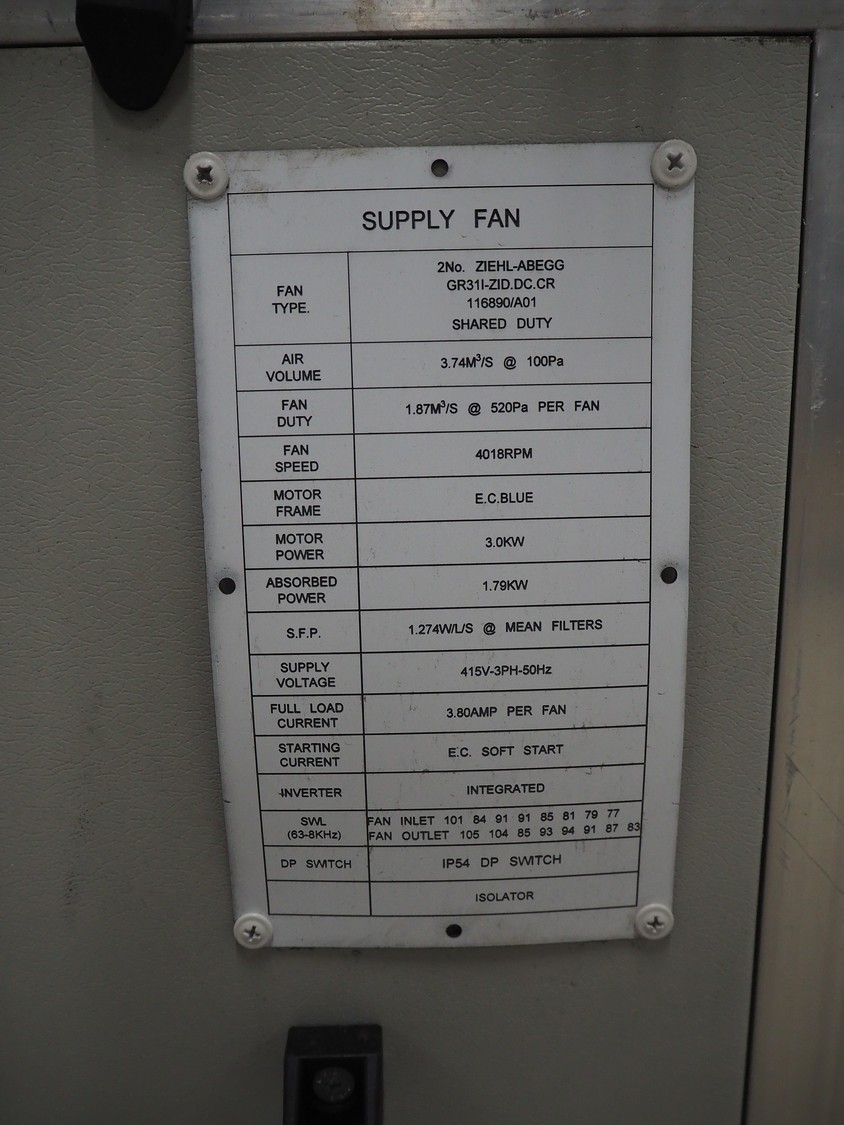 SUPPLY FAN
FAN
TYPE.
2No. ZIEHL-ABEGG
GR31I-ZID.DC.CR
116890/A01
SHARED DUTY
AIR
VOLUME
3.74M³/S @ 100Pa
FAN
DUTY
1.87M³/S @ 520Pa PER FAN
FAN
SPEED
4018RPM
MOTOR
FRAME
E.C.BLUE
MOTOR
POWER
3.0KW
ABSORBED
POWER
1.79KW
S.F.P.
1.274W/L/S @ MEAN FILTERS
SUPPLY
VOLTAGE
415V-3PH-50Hz
FULL LOAD
CURRENT
3.80AMP PER FAN
STARTING
CURRENT
E.C. SOFT START
INVERTER
INTEGRATED
SWL
(63-8KHz)
FAN INLET 101 84 91 91 85 81 79 77
FAN OUTLET 105 104 85 93 94 91 87 83
DP SWITCH
IP54 DP SWITCH
ISOLATOR